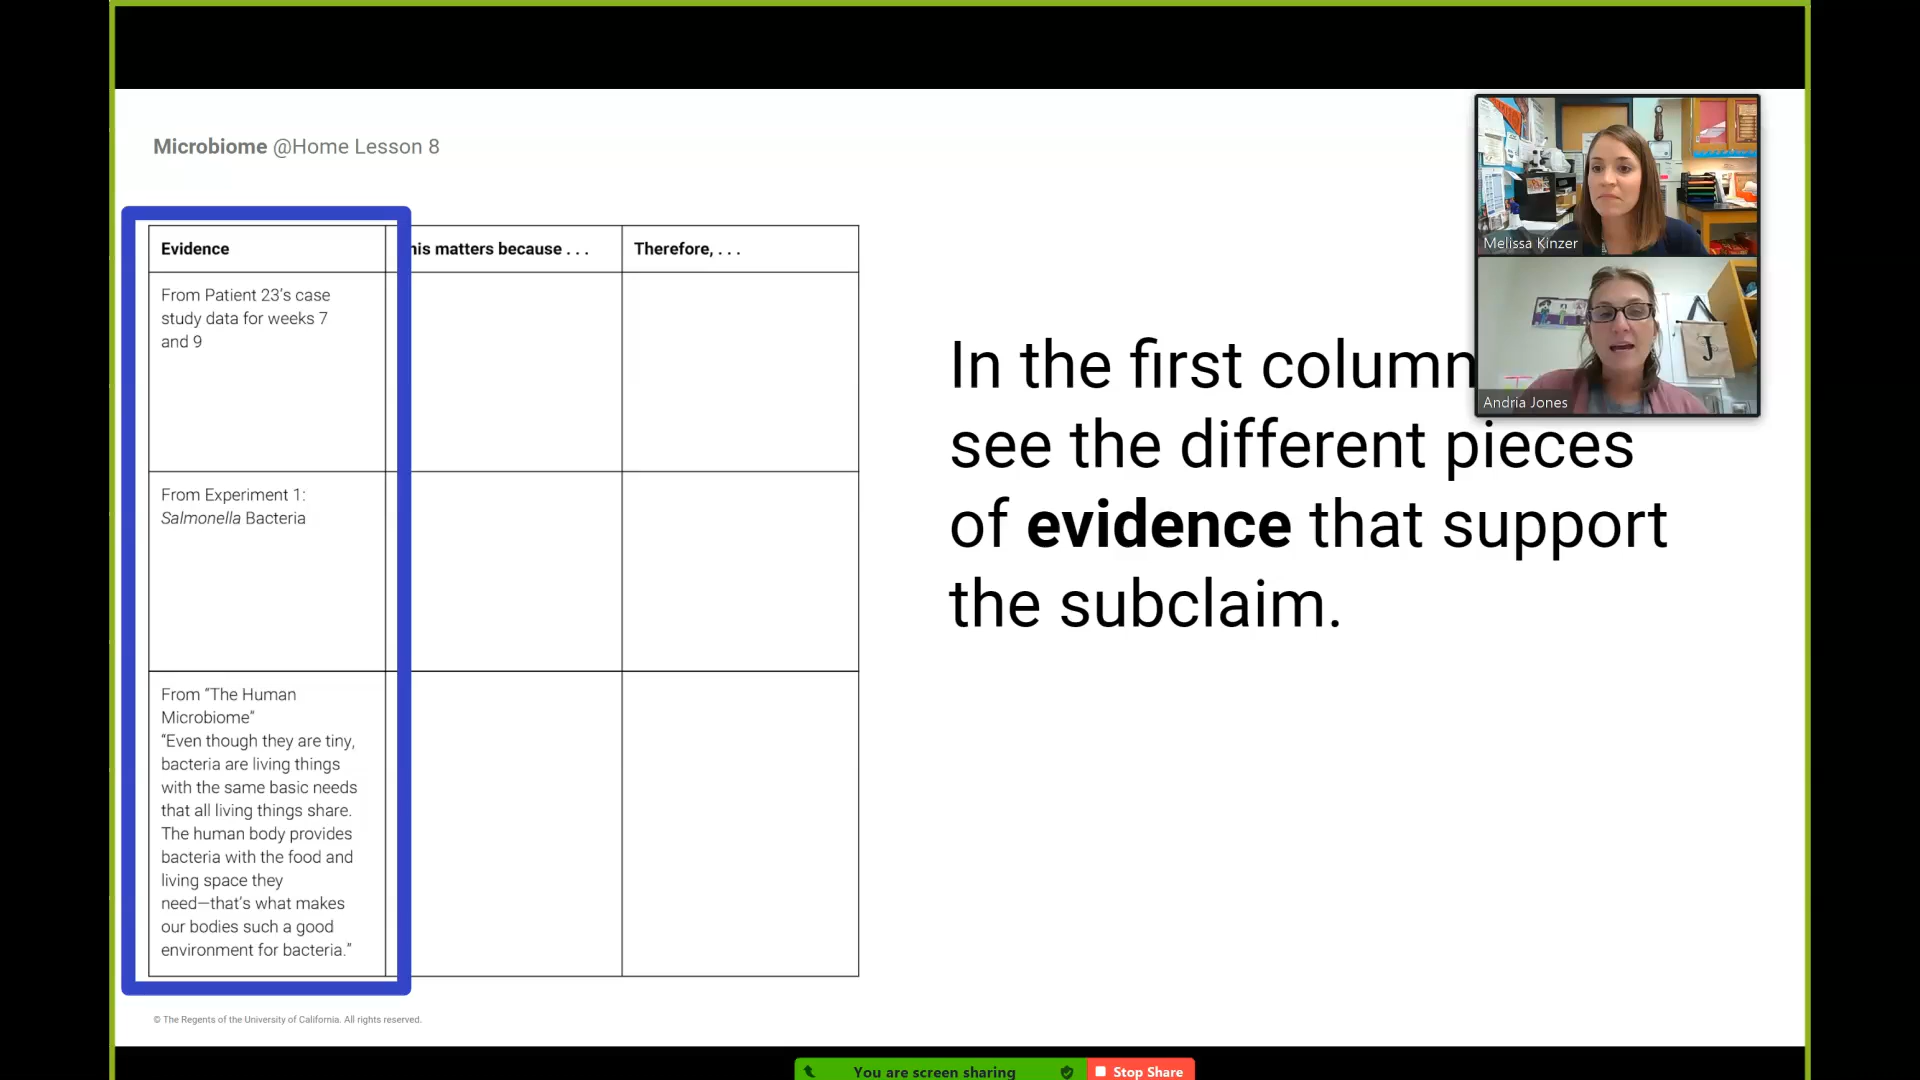 Microbiome @Home Lesson 8
Evidence
his matters because . . .
Therefore, . . .
From Patient 23’s case
study data for weeks 7
and 9
From Experiment 1:
Salmonella Bacteria
From “The Human
Microbiome”
“Even though they are tiny,
bacteria are living things
with the same basic needs
that all living things share.
The human body provides
bacteria with the food and
living space they
need—that’s what makes
our bodies such a good
environment for bacteria.”
In the first column
see the different pieces
of evidence that support
the subclaim.
Melissa Kinzer
J
Andria Jones
© The Regents of the University of California. All rights reserved.
You are screen sharing
Stop Share